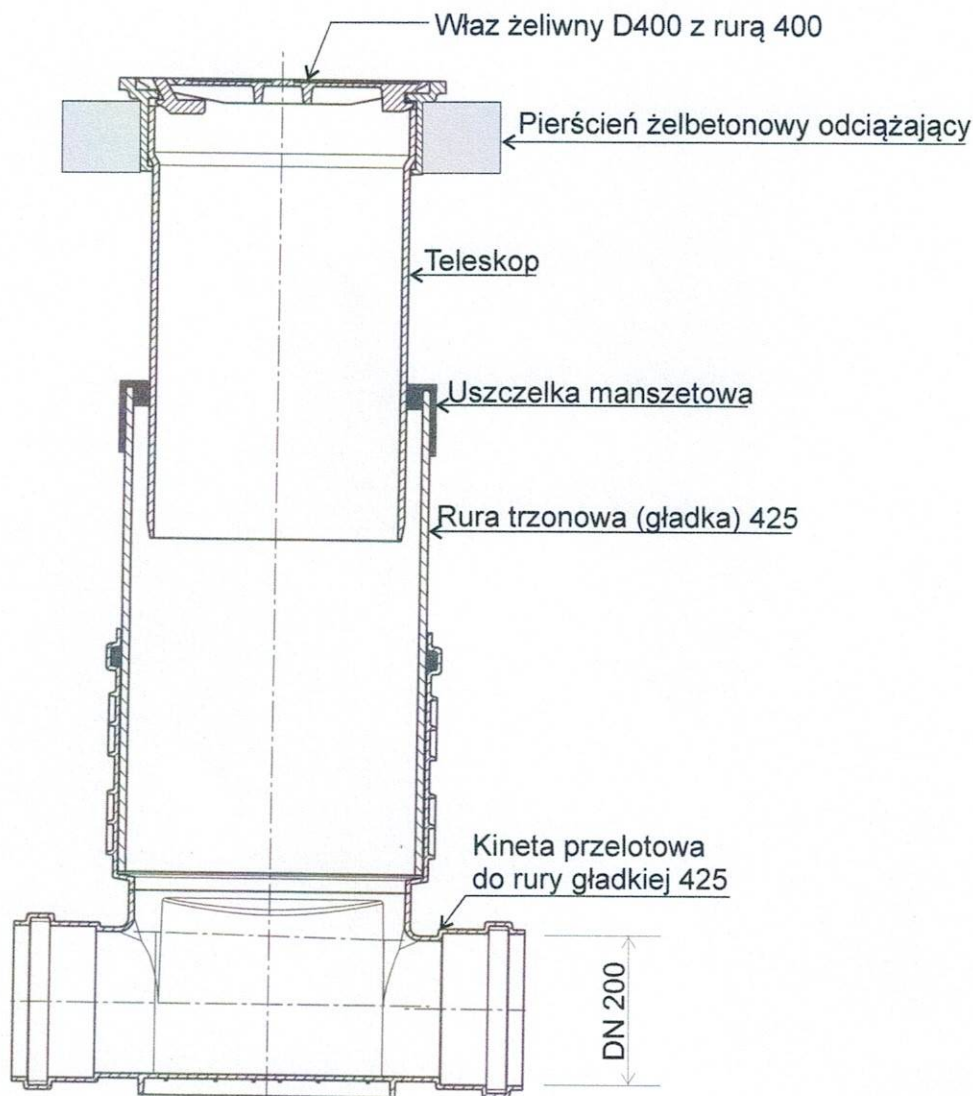 Właz żeliwny D400 z rurą 400
Pierścień żelbetonowy odciążający
Teleskop
Uszczelka manszetowa
Rura trzonowa (gładka) 425
Kineta przelotowa
do rury gładkiej 425
DN 200